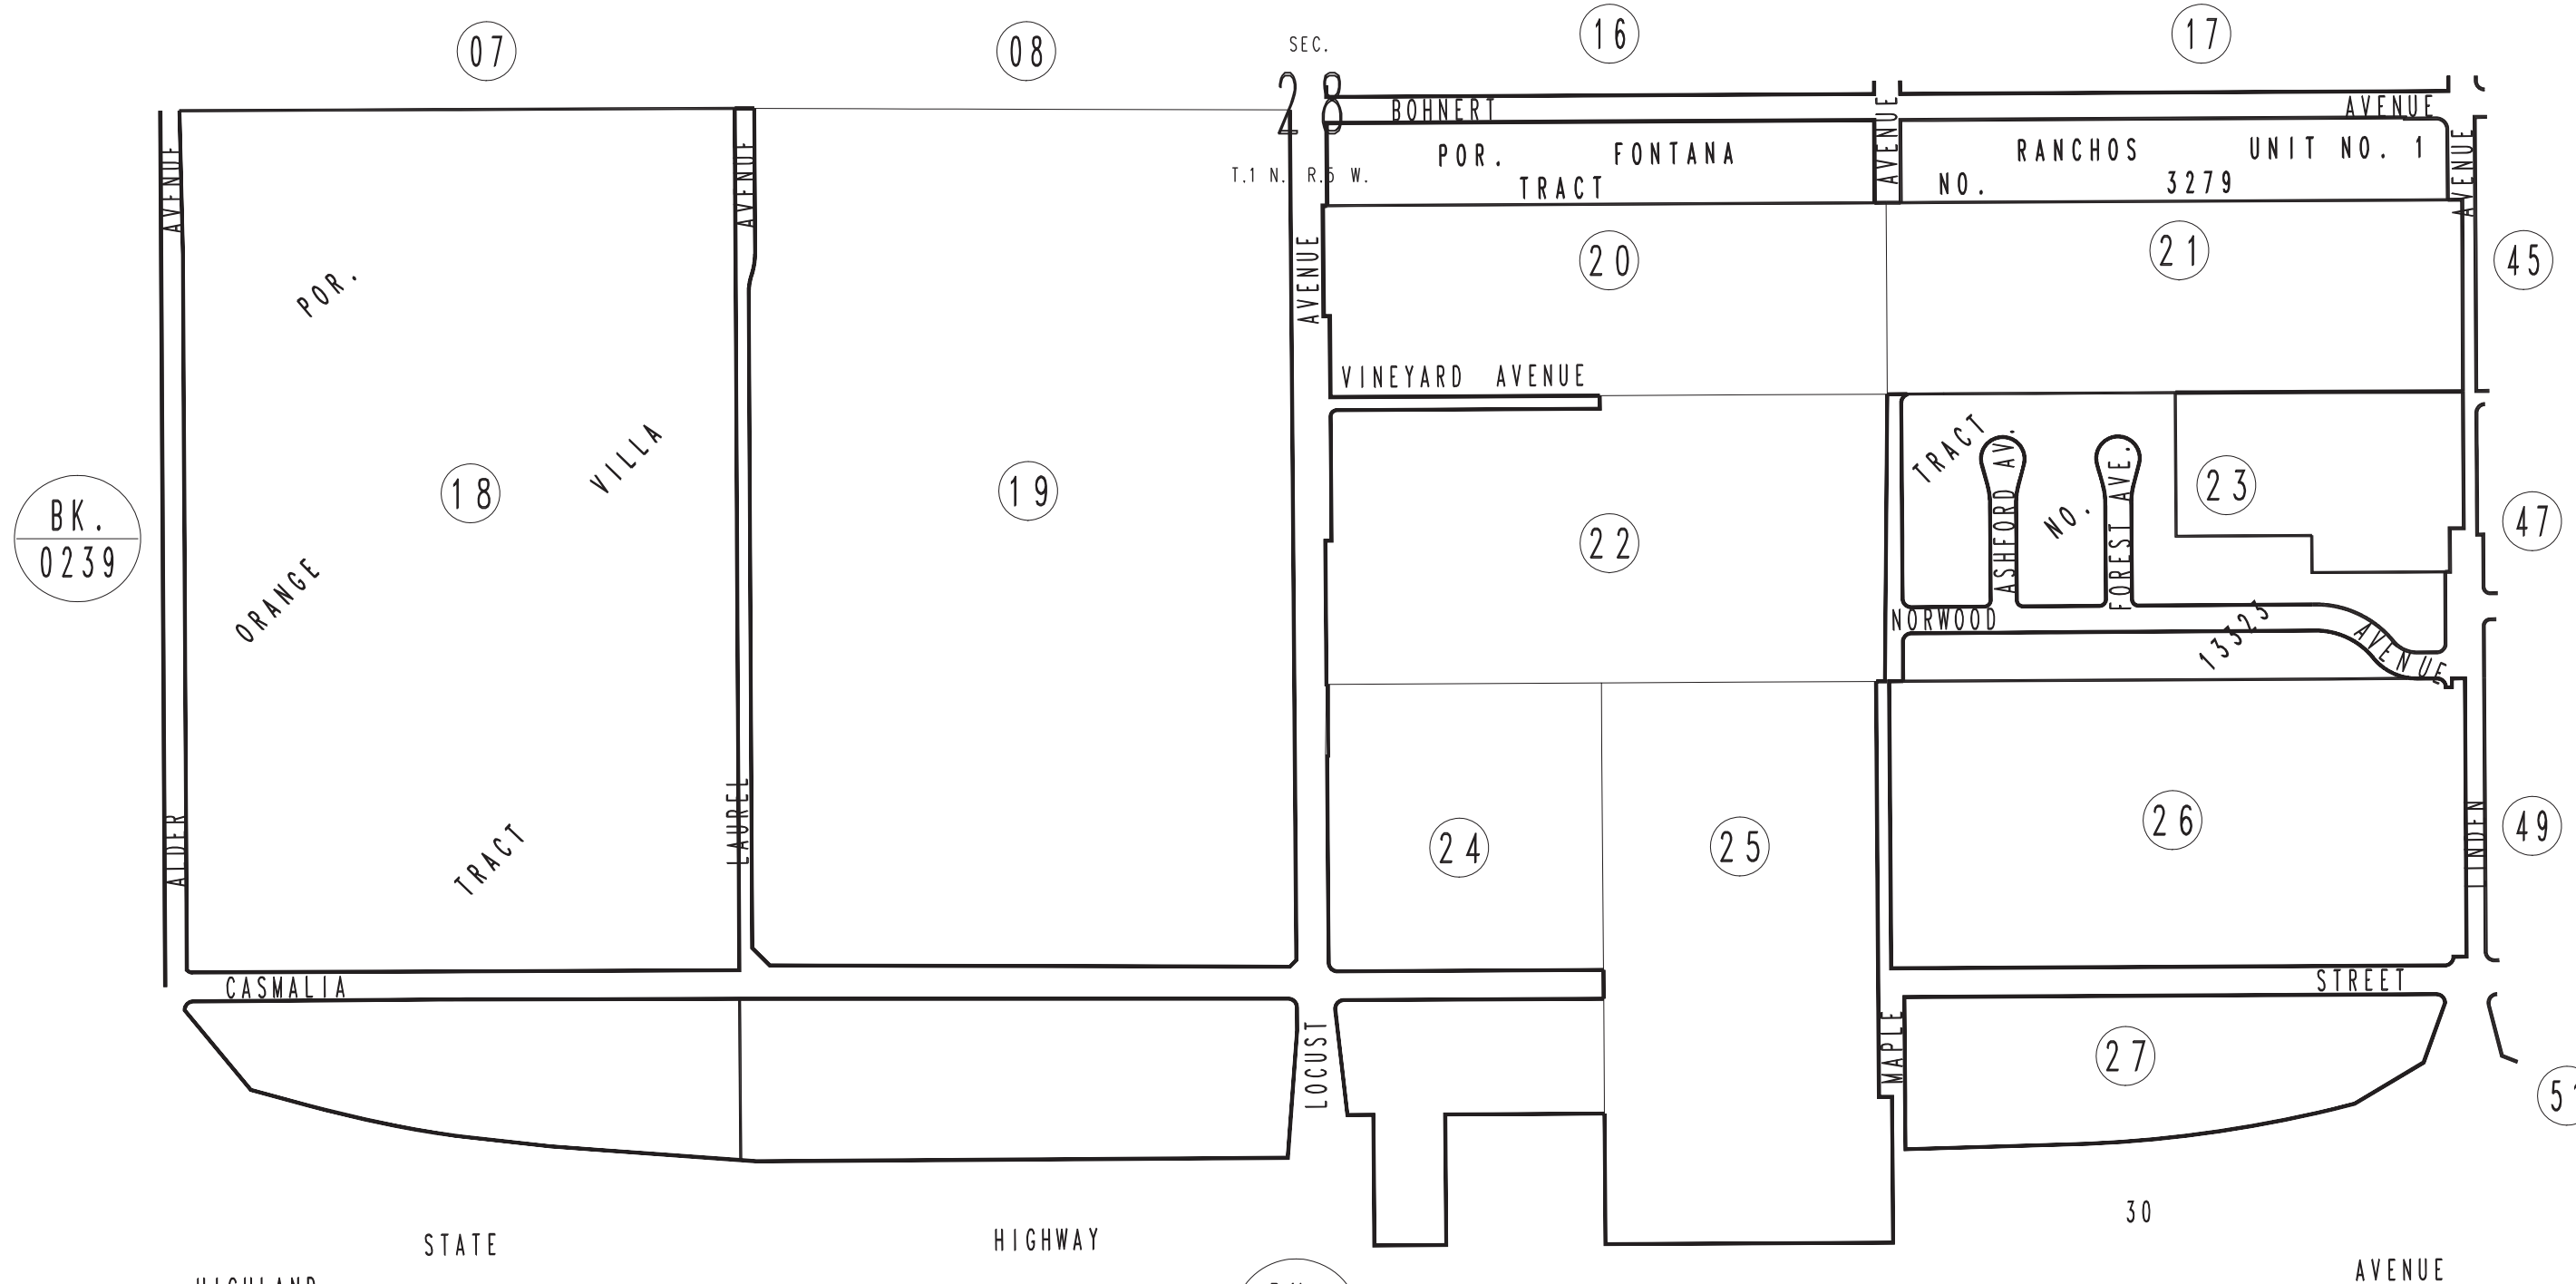 07
08
SEC.
16
17
28
BOHNERT AVENUE
T.1 N. R.5 W.
POR. FONTANA RANCHOS UNIT NO. 1
TRACT NO. 3279
AVENUE
AVENUE
AVENUE
AVENUE
AVENUE
20
21
45
POR.
VINEYARD AVENUE
ORANGE
VILLA
TRACT
18
19
22
TRACT
NO.
13325
ASHFORD AV.
FOREST AVE.
23
47
BK.
0239
NORWOOD AVENUE
ALDER
LAUREL
24
25
26
LINDEN
49
CASMALIA STREET
LOCUST
MAPLE
27
STATE HIGHWAY 30
HIGHLAND AVENUE